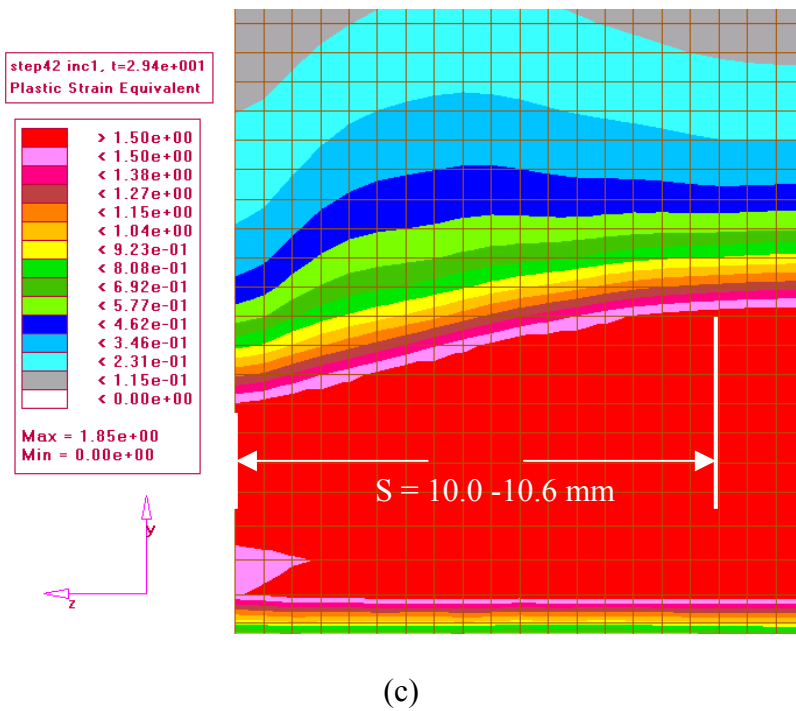 step42 inc1, t=2.94e+001
Plastic Strain Equivalent
> 1.50e+00
< 1.50e+00
< 1.38e+00
< 1.27e+00
< 1.15e+00
< 1.04e+00
< 9.23e-01
< 8.08e-01
< 6.92e-01
< 5.77e-01
< 4.62e-01
< 3.46e-01
< 2.31e-01
< 1.15e-01
< 0.00e+00
Max = 1.85e+00
Min = 0.00e+00
y
z
S = 10.0 -10.6 mm
(c)